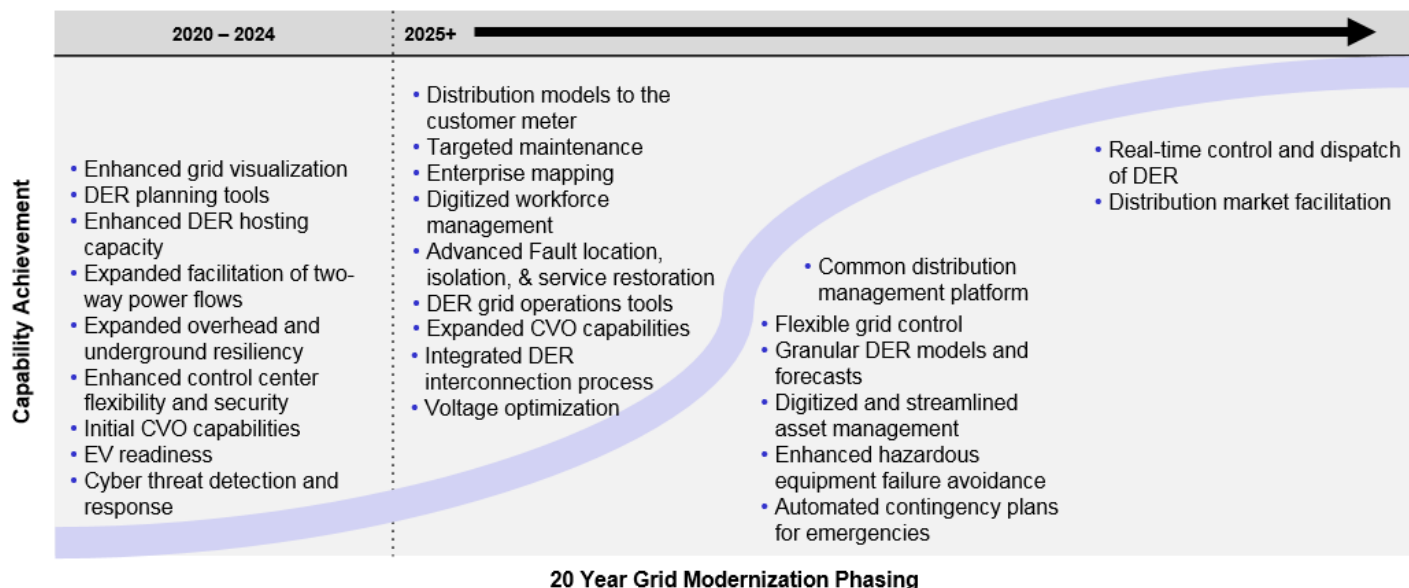 2020 – 2024
2025+
Capability Achievement
• Enhanced grid visualization
• DER planning tools
• Enhanced DER hosting
capacity
• Expanded facilitation of two-
way power flows
• Expanded overhead and
underground resiliency
• Enhanced control center
flexibility and security
• Initial CVO capabilities
• EV readiness
• Cyber threat detection and
response
• Distribution models to the
customer meter
• Targeted maintenance
• Enterprise mapping
• Digitized workforce
management
• Advanced Fault location,
isolation, & service restoration
• DER grid operations tools
• Expanded CVO capabilities
• Integrated DER
interconnection process
• Voltage optimization
• Common distribution
management platform
• Flexible grid control
• Granular DER models and
forecasts
• Digitized and streamlined
asset management
• Enhanced hazardous
equipment failure avoidance
• Automated contingency plans
for emergencies
• Real-time control and dispatch
of DER
• Distribution market facilitation
20 Year Grid Modernization Phasing